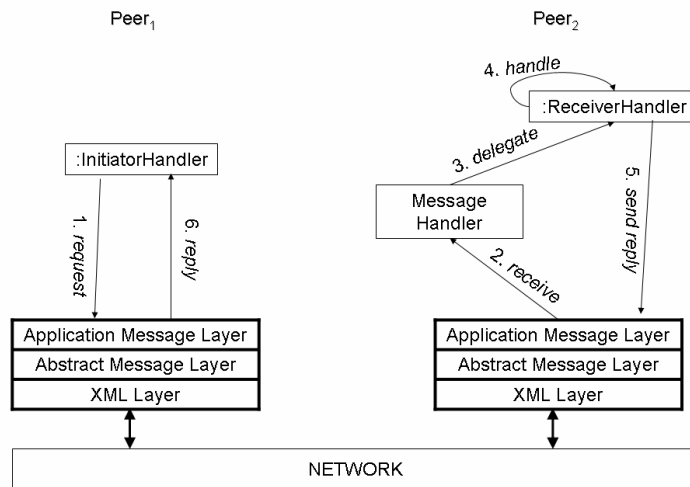 Peer1
Peer2
4. handle
:ReceiverHandler
:InitiatorHandler
3. delegate
Message
Handler
1. request
6. reply
2. receive
5. send reply
Application Message Layer
Abstract Message Layer
XML Layer
Application Message Layer
Abstract Message Layer
XML Layer
NETWORK